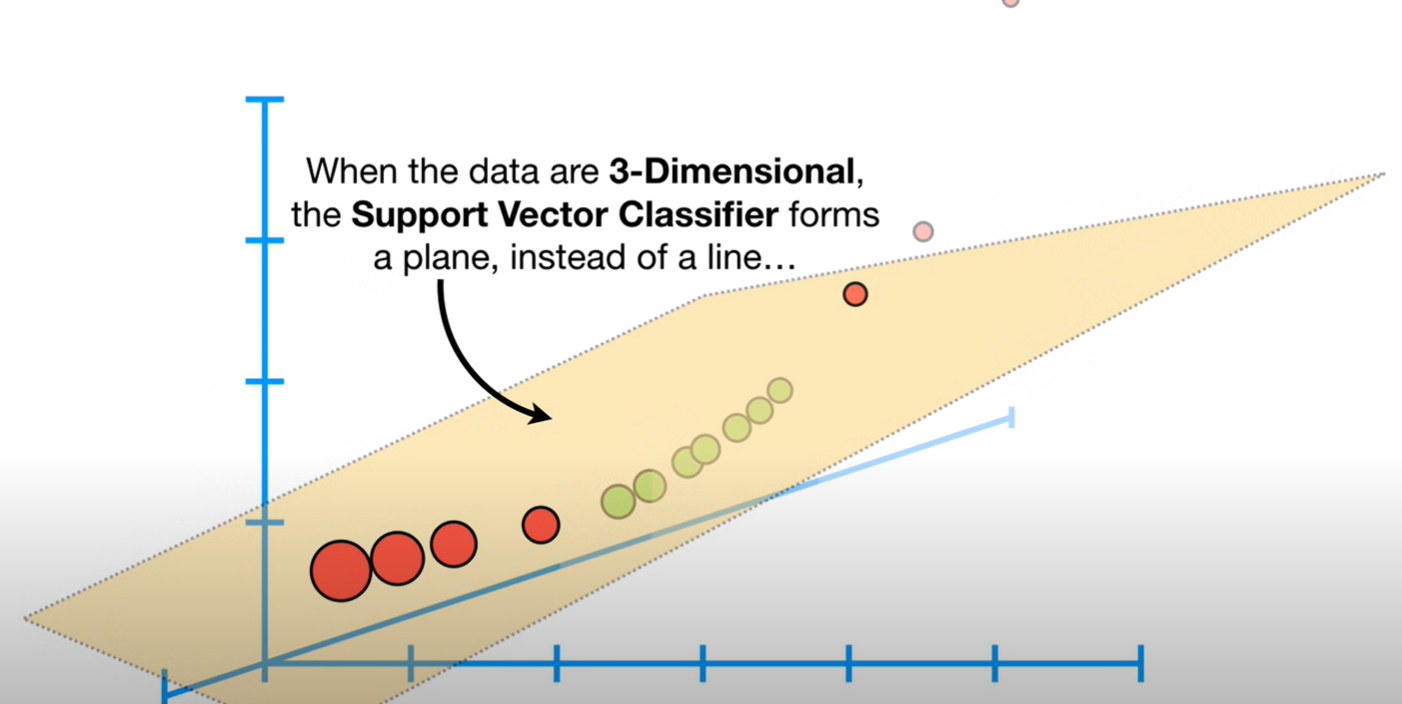 When the data are 3-Dimensional,
the Support Vector Classifier forms
a plane, instead of a line…